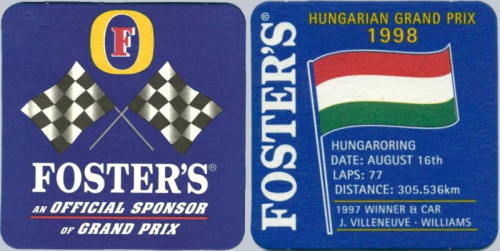 F
FOSTER'S®
AN OFFICIAL SPONSOR
OF GRAND PRIX
FOSTER'S®
HUNGARIAN GRAND PRIX
1998
HUNGARORING
DATE: AUGUST 16th
LAPS: 77
DISTANCE: 305.536km
1997 WINNER & CAR
J. VILLENEUVE · WILLIAMS